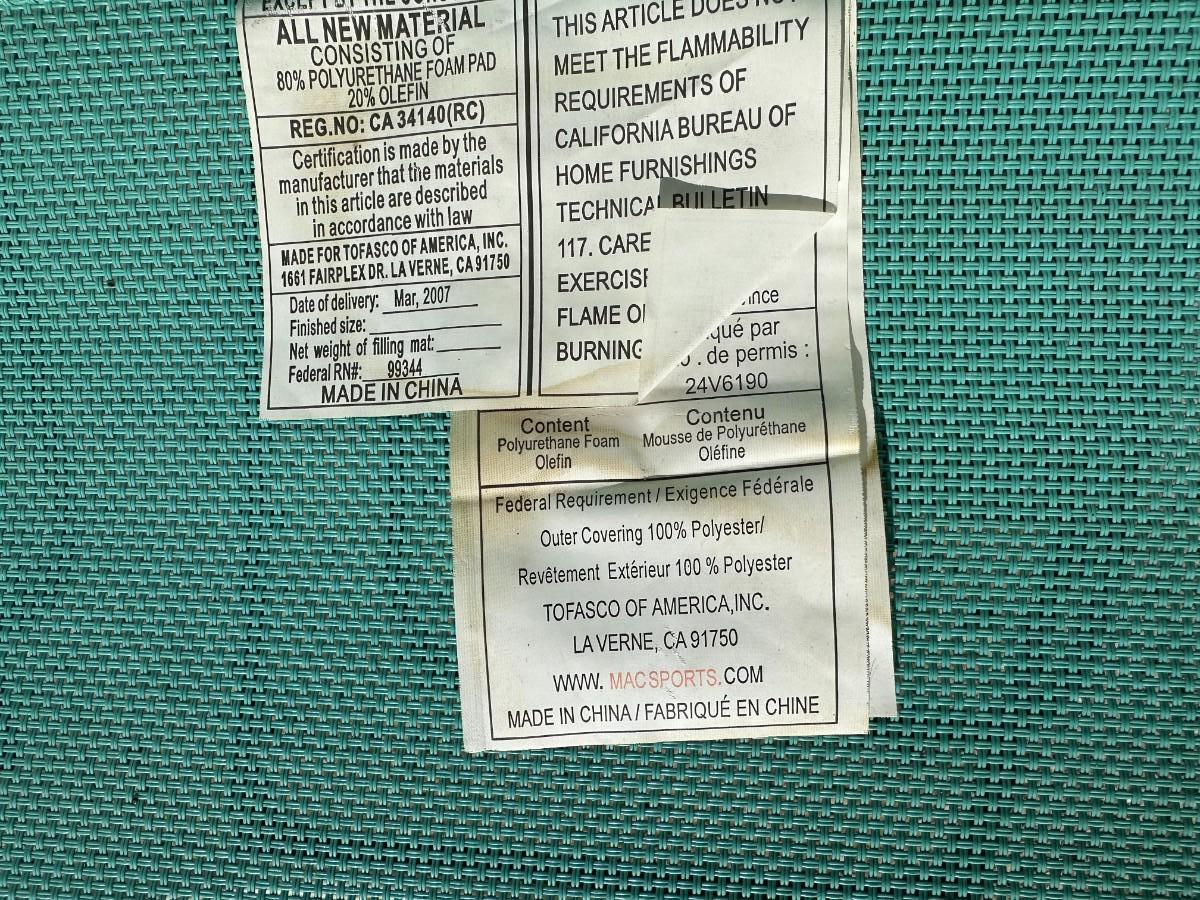 ALL NEW MATERIAL
CONSISTING OF
80% POLYURETHANE FOAM PAD
20% OLEFIN
REG.NO: CA 34140(RC)
Certification is made by the
manufacturer that the materials
in this article are described
in accordance with law
MADE FOR TOFASCO OF AMERICA, INC.
1661 FAIRPLEX DR. LA VERNE, CA 91750
Date of delivery: Mar, 2007
Finished size:
Net weight of filling mat:
Federal RN#: 99344
MADE IN CHINA
THIS ARTICLE DOES NOT
MEET THE FLAMMABILITY
REQUIREMENTS OF
CALIFORNIA BUREAU OF
HOME FURNISHINGS
TECHNICAL BULLETIN
117. CARE
EXERCISE
FLAME O
BURNING
qué par
. de permis :
24V6190
Content
Polyurethane Foam
Olefin
Contenu
Mousse de Polyuréthane
Oléfine
Federal Requirement / Exigence Fédérale
Outer Covering 100% Polyester/
Revêtement Extérieur 100 % Polyester
TOFASCO OF AMERICA,INC.
LA VERNE, CA 91750
WWW. MACSPORTS.COM
MADE IN CHINA / FABRIQUÉ EN CHINE